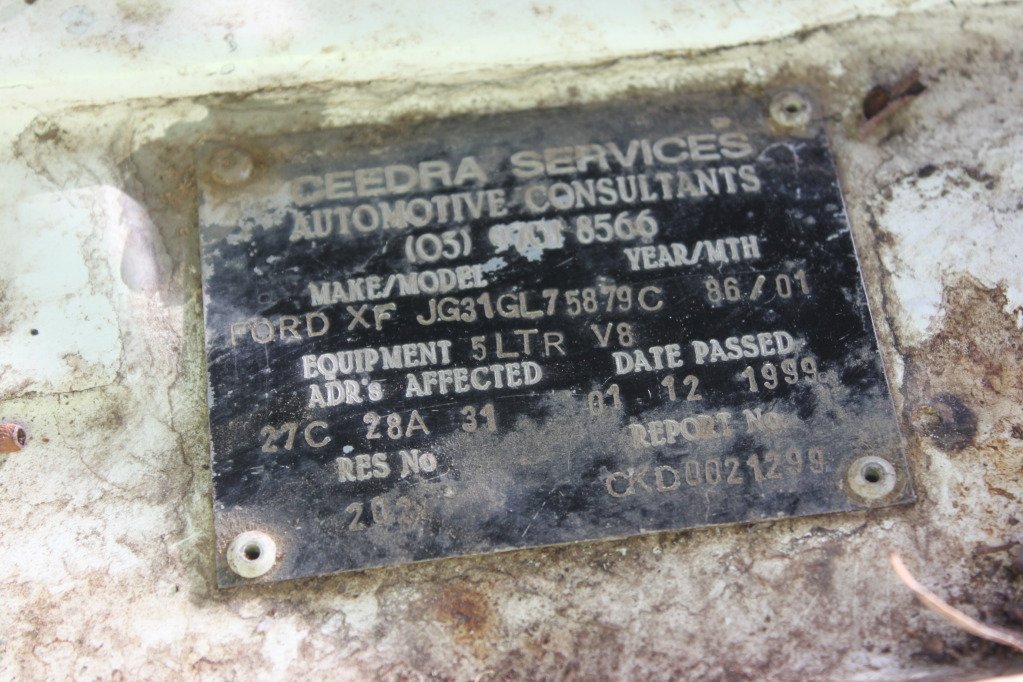 CEEDRA SERVICES
AUTOMOTIVE CONSULTANTS
(03) 8566
MAKE/MODEL YEAR/MTH
FORD XF JG31GL75879C 86/01
EQUIPMENT 5LTR V8
ADR's AFFECTED DATE PASSED
27C 28A 31 01 12 1999
RES No REPORT No
CKD0021299